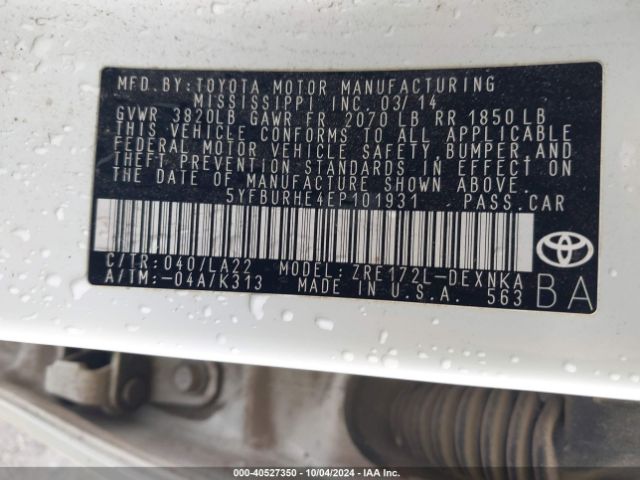 MFD.BY:TOYOTA MOTOR MANUFACTURING
MISSISSIPPI INC. 03/14
GVWR 3820LB GAWR FR 2070 LB RR 1850 LB
THIS VEHICLE CONFORMS TO ALL APPLICABLE
FEDERAL MOTOR VEHICLE SAFETY, BUMPER, AND
THEFT PREVENTION STANDARDS IN EFFECT ON
THE DATE OF MANUFACTURE SHOWN ABOVE.
5YFBURHE4EP101931 PASS.CAR
C/TR: 040/LA22 MODEL: ZRE172L-DEXNKA
A/TM:-04A/K313 MADE IN U.S.A. 563
BA
000-40527350 - 10/04/2024 - IAA Inc.